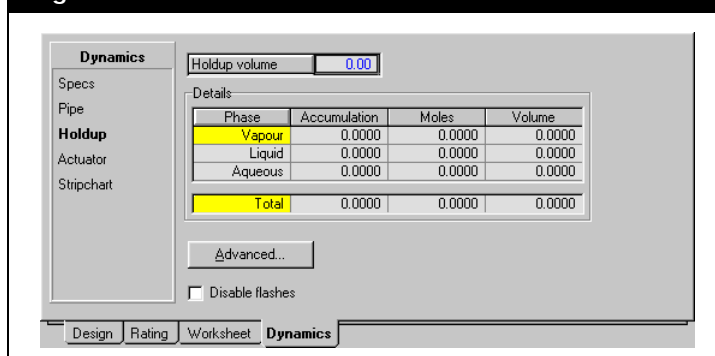 Dynamics
Specs
Pipe
Holdup
Actuator
Stripchart
Holdup volume 0.00
Details
Phase Accumulation Moles Volume
Vapour 0.0000 0.0000 0.0000
Liquid 0.0000 0.0000 0.0000
Aqueous 0.0000 0.0000 0.0000
Total 0.0000 0.0000 0.0000
Advanced...
Disable flashes
Design Rating Worksheet Dynamics